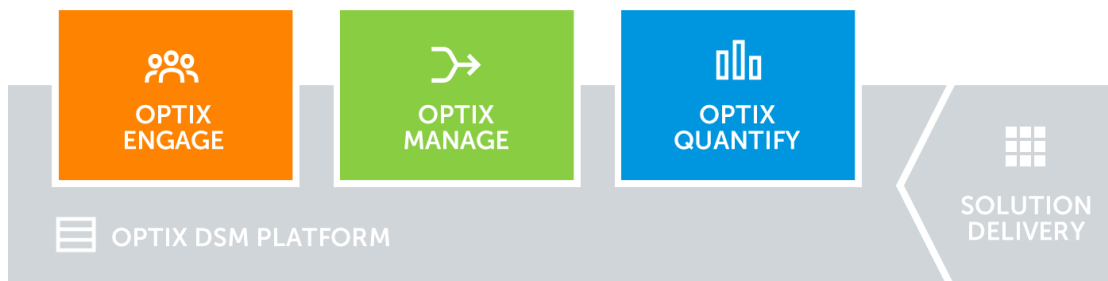 OPTIX
ENGAGE
OPTIX
MANAGE
OPTIX
QUANTIFY
OPTIX DSM PLATFORM
SOLUTION
DELIVERY